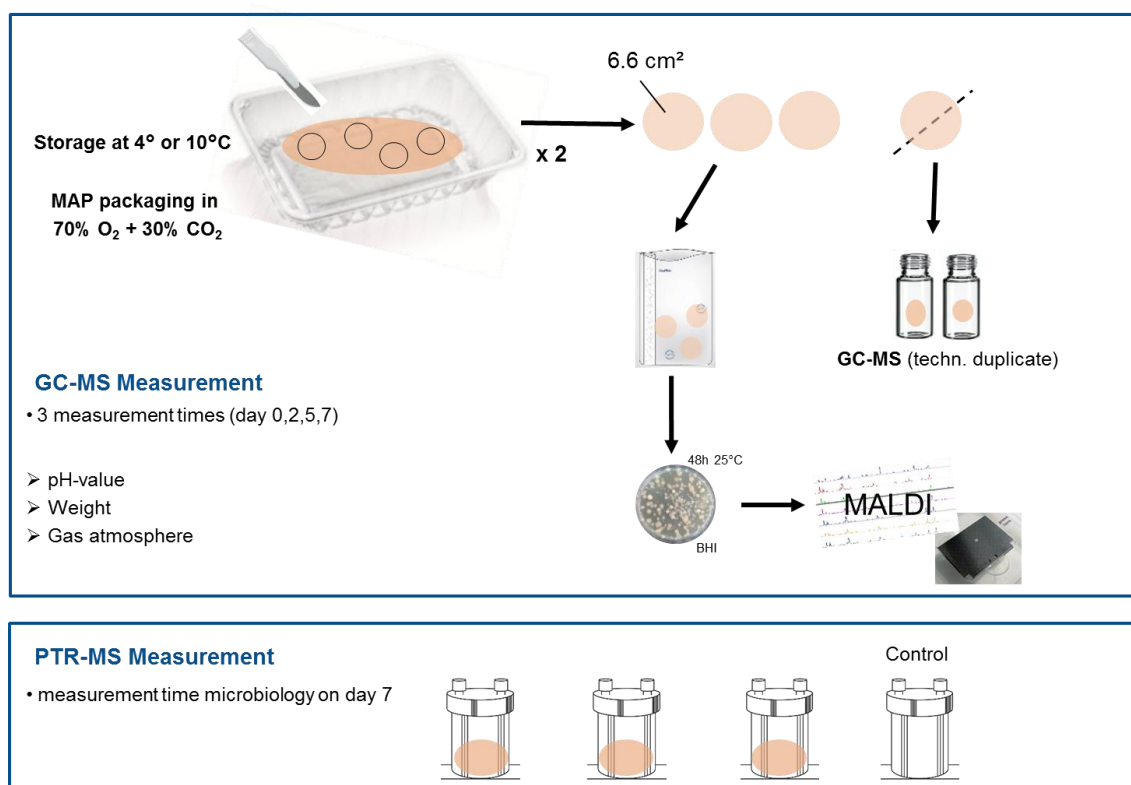 6.6 cm²
Storage at 4° or 10°C
x 2
MAP packaging in
70% O₂ + 30% CO₂
GC-MS (techn. duplicate)
GC-MS Measurement
• 3 measurement times (day 0,2,5,7)
➢ pH-value
➢ Weight
➢ Gas atmosphere
48h 25°C
MALDI
BHI
PTR-MS Measurement
• measurement time microbiology on day 7
Control